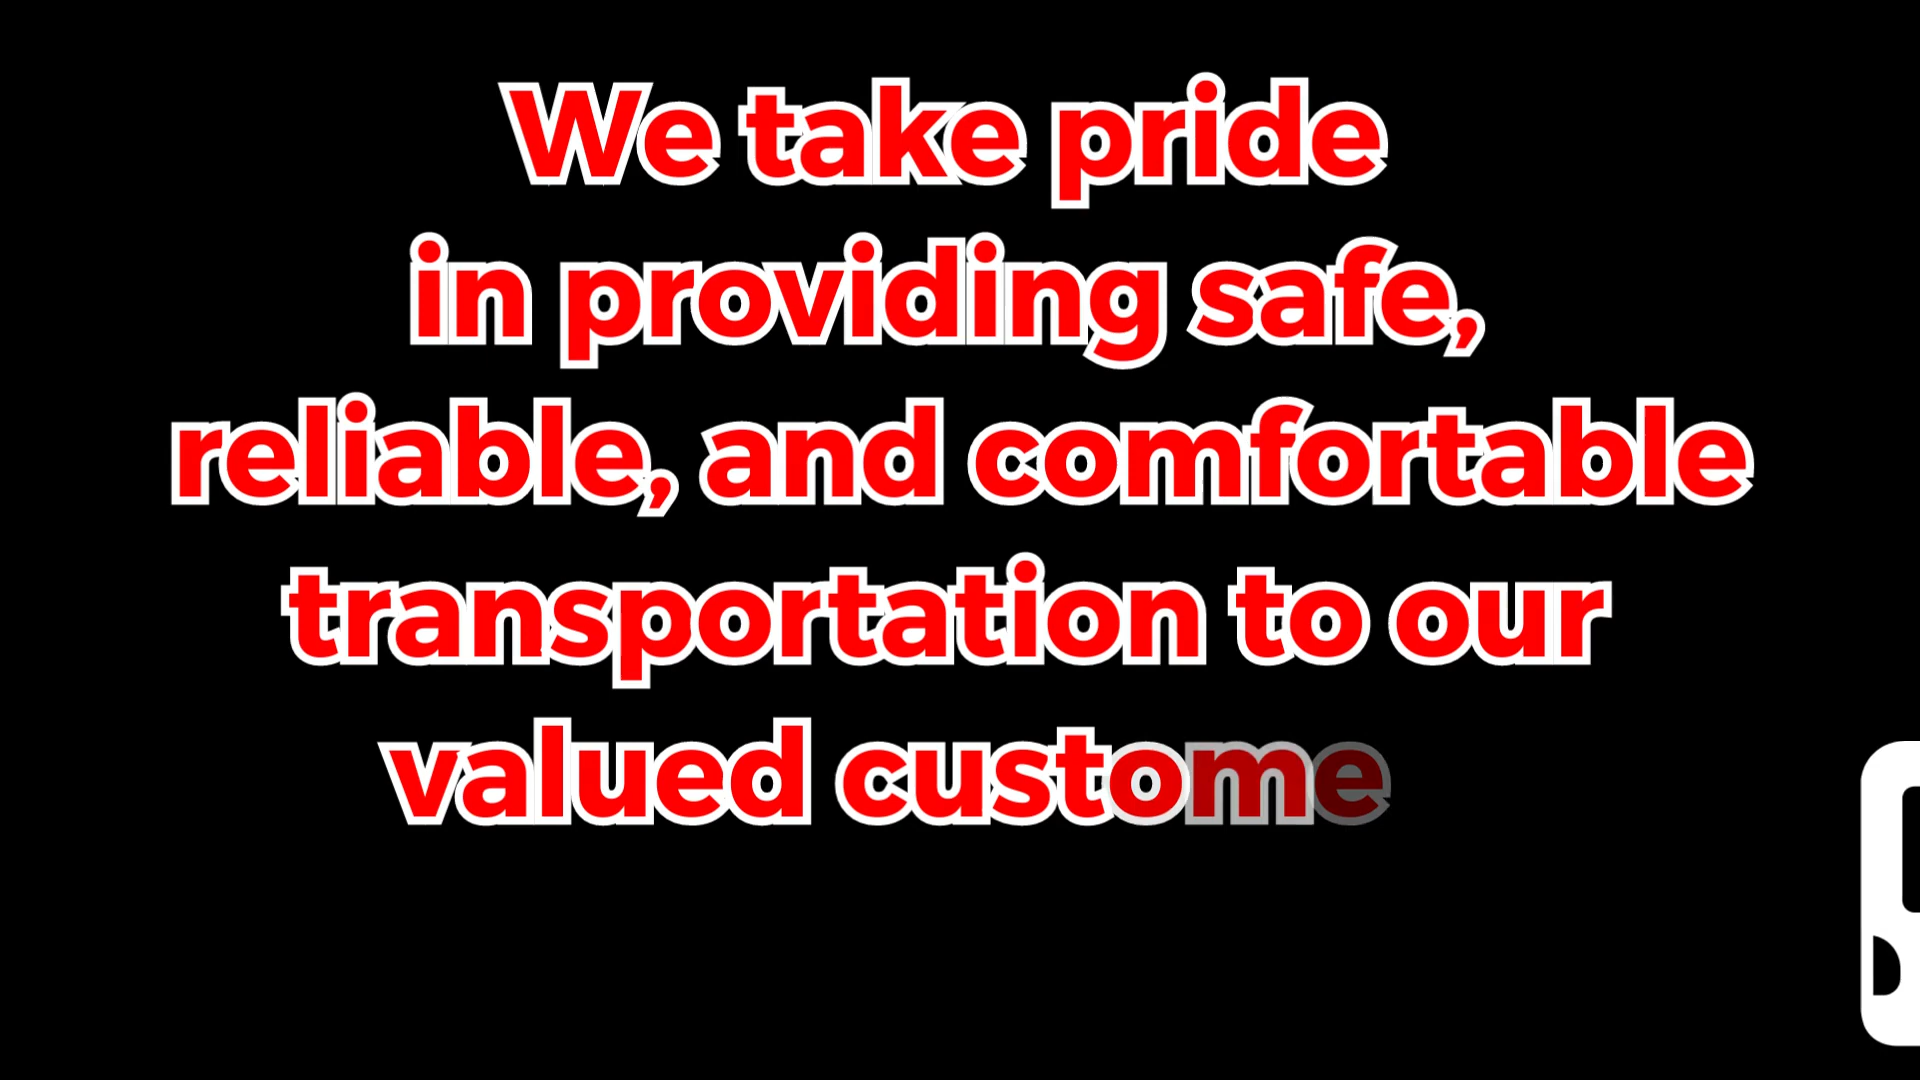 We take pride
in providing safe,
reliable, and comfortable
transportation to our
valued custome